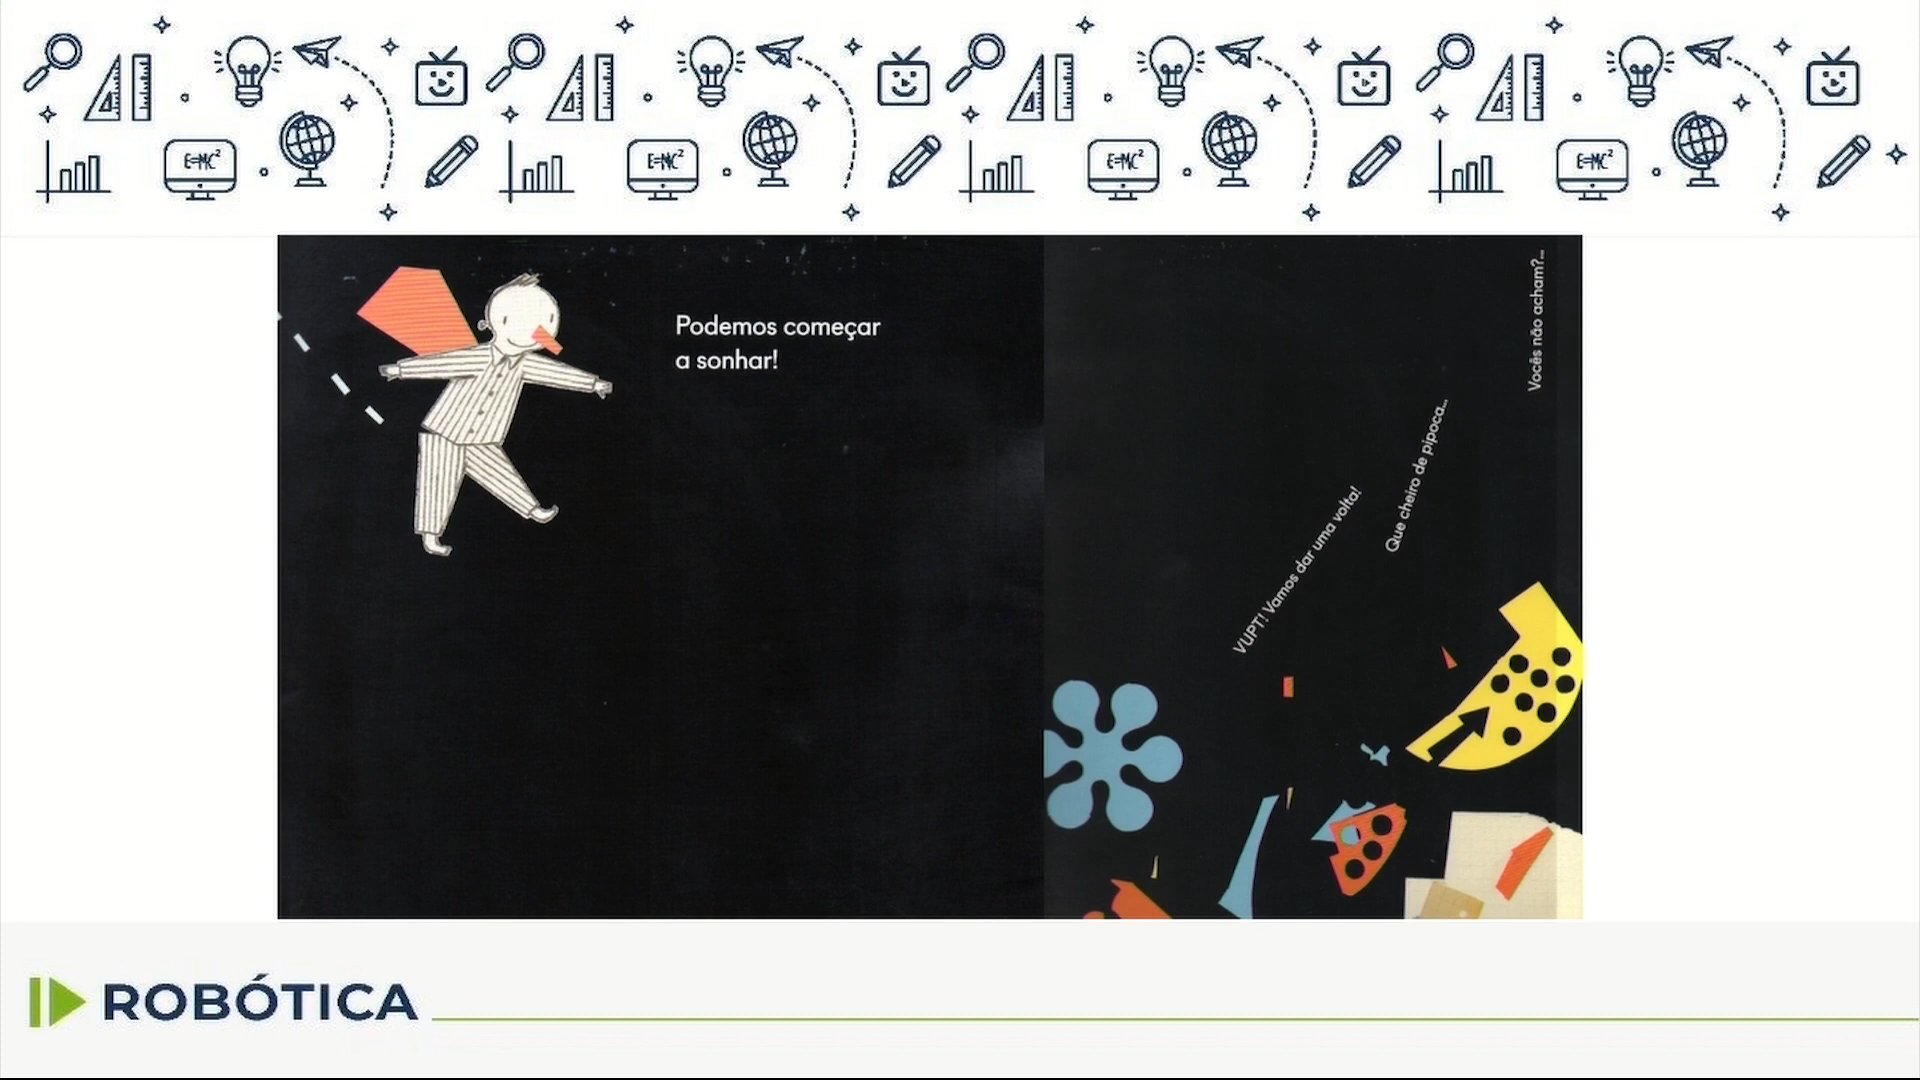 E=MC²
E=MC²
E=MC²
E=MC²
Podemos começar
a sonhar!
VUPT! Vamos dar uma volta!
Que cheiro de pipoca...
Vocês não acham?...
ROBÓTICA